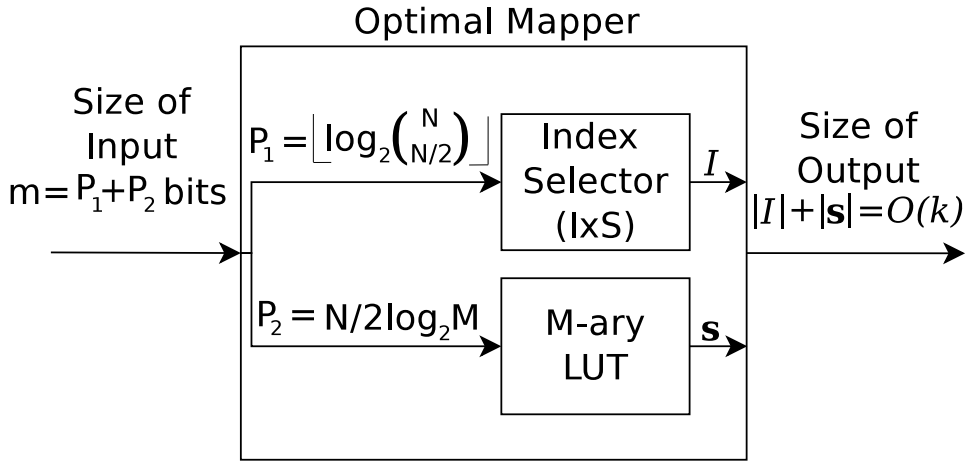 Optimal Mapper
Size of
Input
m=P₁+P₂ bits
P₁=⌊log₂(N N/2)⌋
Index
Selector
(IxS)
I
P₂=N/2log₂M
M-ary
LUT
s
Size of
Output
|I|+|s|=O(k)